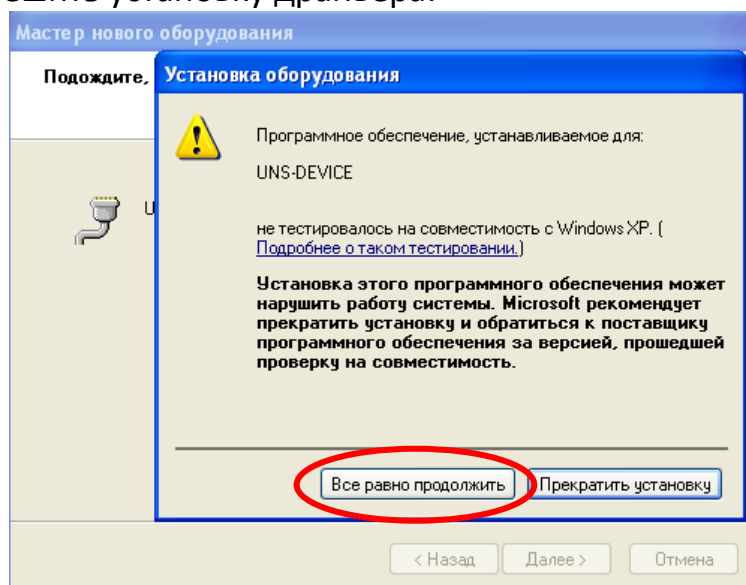 установку драйвера.
Мастер нового оборудования
Подождите,
Установка оборудования
Программное обеспечение, устанавливаемое для:
UNS-DEVICE
U
не тестировалось на совместимость с Windows XP. (
Подробнее о таком тестировании.)
Установка этого программного обеспечения может
нарушить работу системы. Microsoft рекомендует
прекратить установку и обратиться к поставщику
программного обеспечения за версией, прошедшей
проверку на совместимость.
Все равно продолжить
Прекратить установку
< Назад
Далее >
Отмена